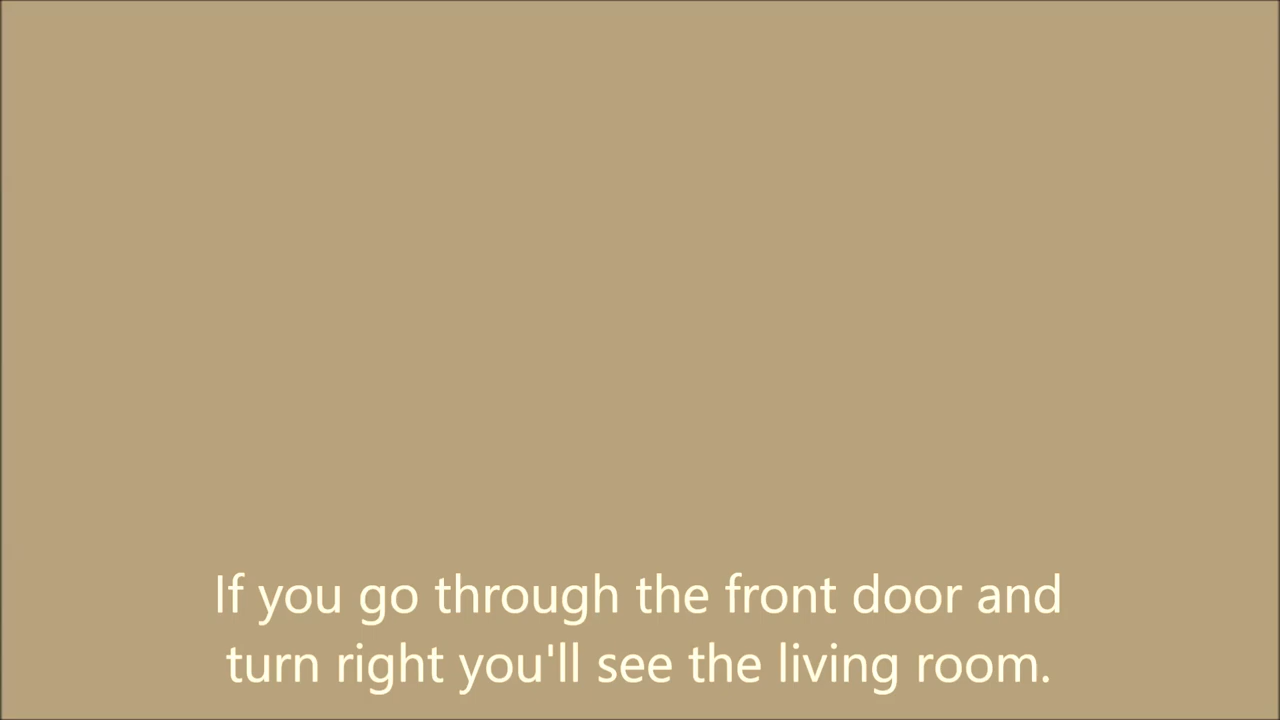 If you go through the front door and
turn right you'll see the living room.